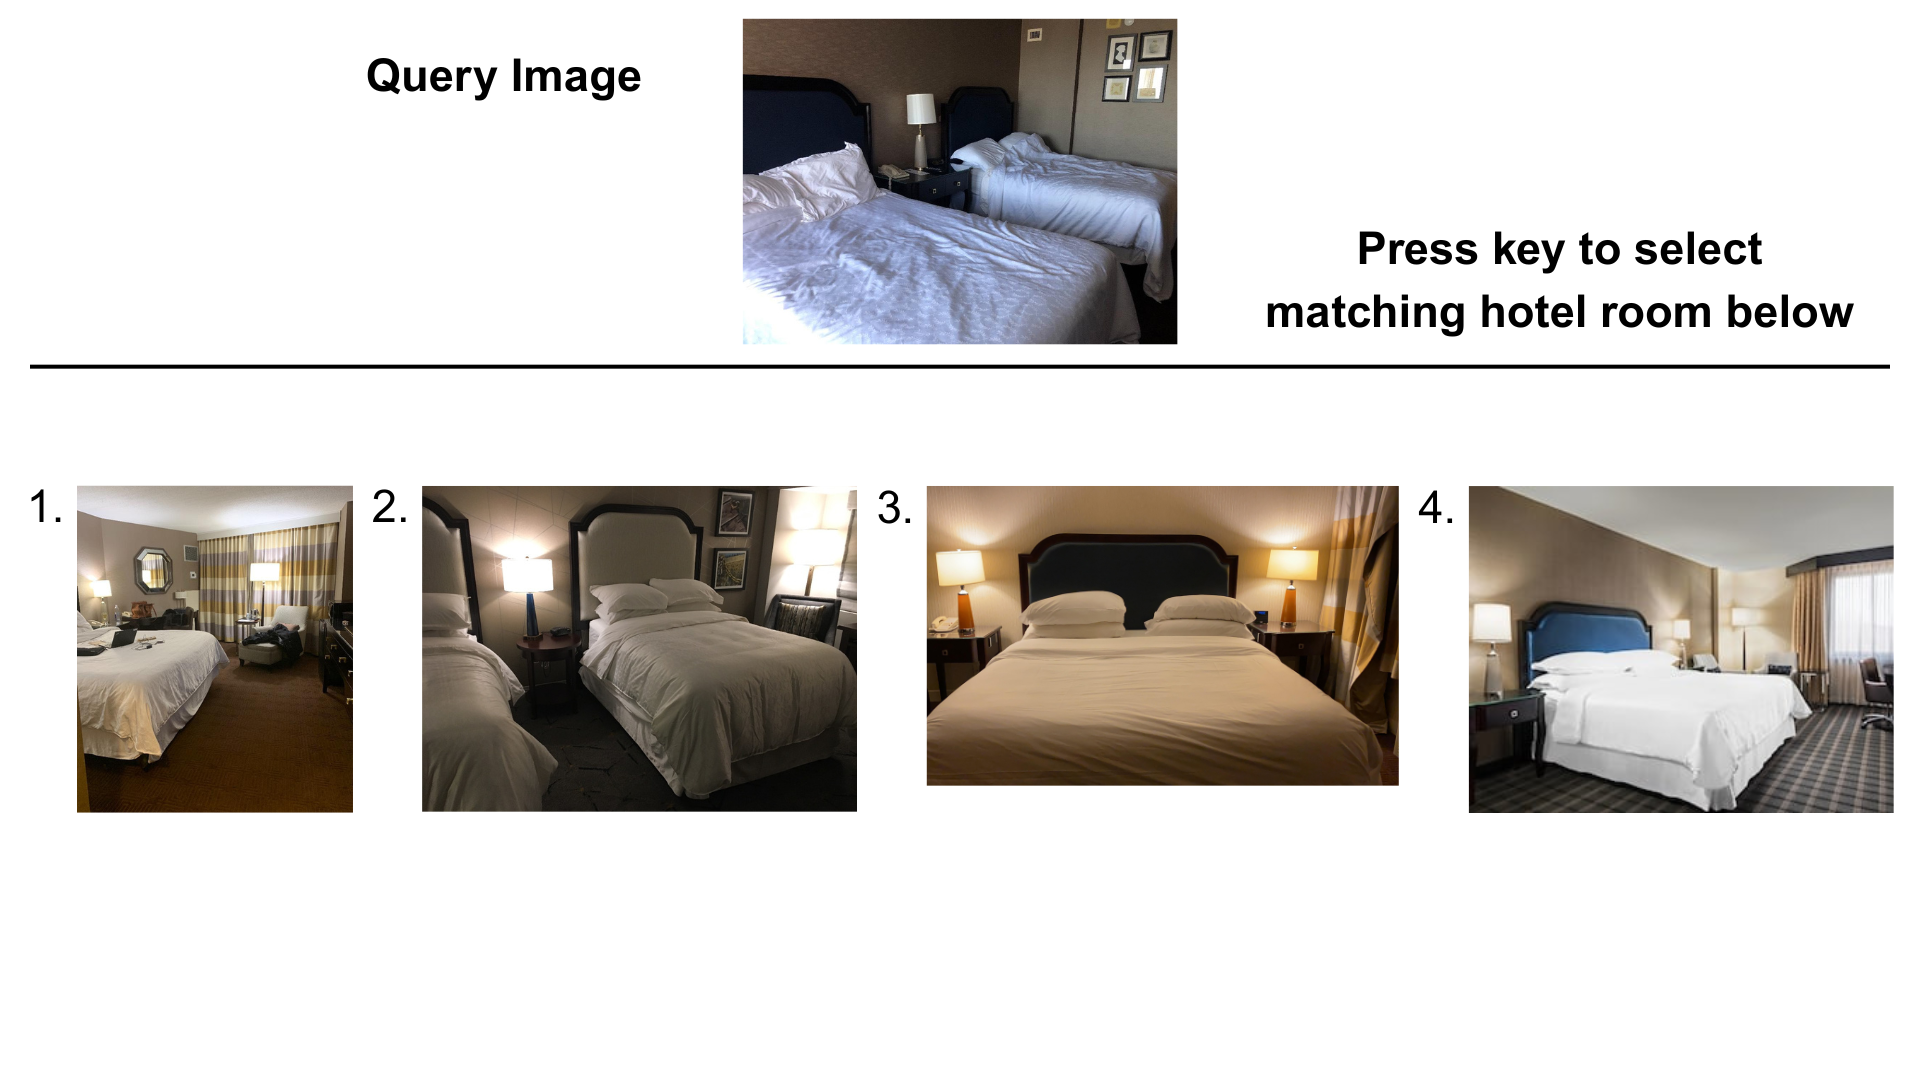 Query Image
Press key to select
matching hotel room below
1.
2.
3.
4.